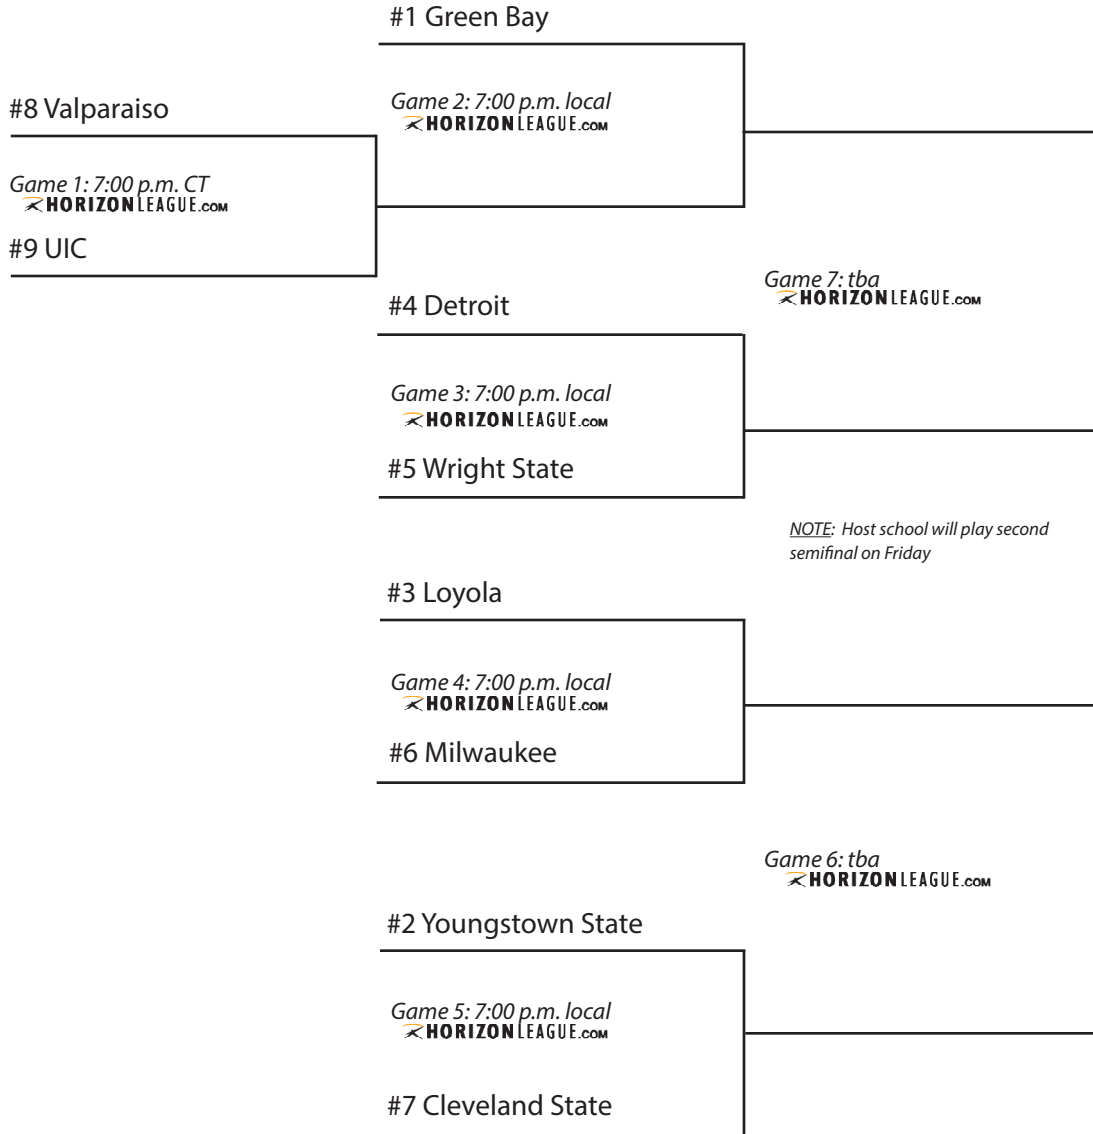 #1 Green Bay
#8 Valparaiso
Game 2: 7:00 p.m. local
HORIZONLEAGUE.COM
Game 1: 7:00 p.m. CT
HORIZONLEAGUE.COM
#9 UIC
#4 Detroit
Game 7: tba
HORIZONLEAGUE.COM
Game 3: 7:00 p.m. local
HORIZONLEAGUE.COM
#5 Wright State
NOTE: Host school will play second
semifinal on Friday
#3 Loyola
Game 4: 7:00 p.m. local
HORIZONLEAGUE.COM
#6 Milwaukee
Game 6: tba
HORIZONLEAGUE.COM
#2 Youngstown State
Game 5: 7:00 p.m. local
HORIZONLEAGUE.COM
#7 Cleveland State